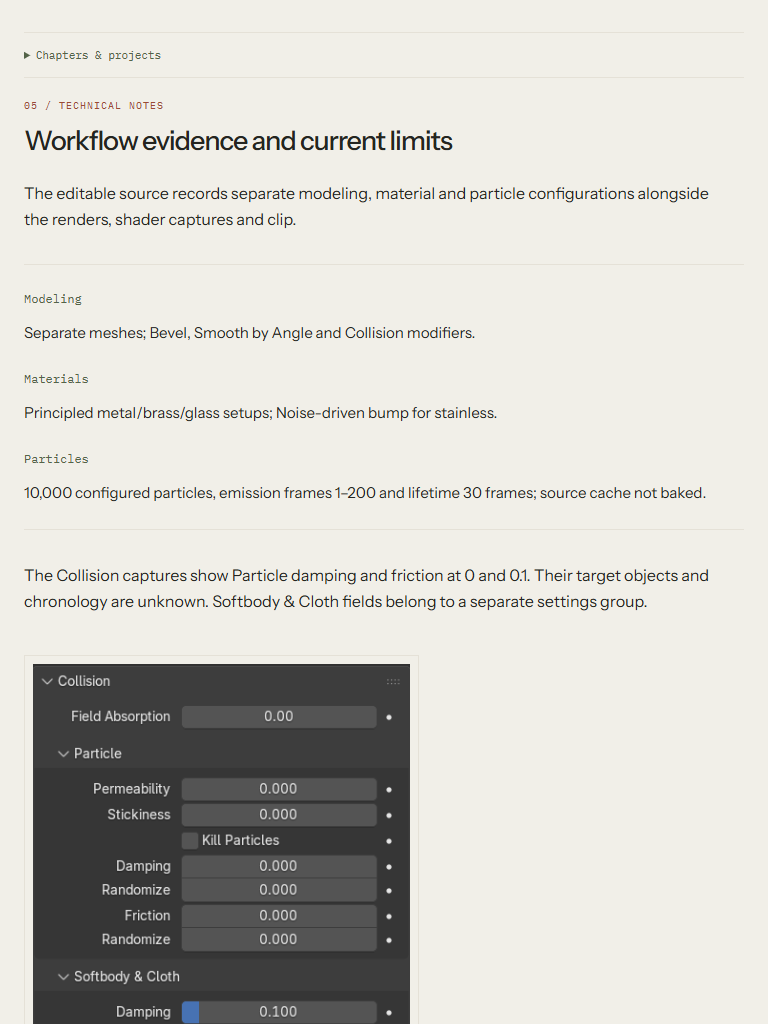 Chapters & projects
05 / TECHNICAL NOTES
Workflow evidence and current limits
The editable source records separate modeling, material and particle configurations alongside
the renders, shader captures and clip.
Modeling
Separate meshes; Bevel, Smooth by Angle and Collision modifiers.
Materials
Principled metal/brass/glass setups; Noise-driven bump for stainless.
Particles
10,000 configured particles, emission frames 1–200 and lifetime 30 frames; source cache not baked.
The Collision captures show Particle damping and friction at 0 and 0.1. Their target objects and
chronology are unknown. Softbody & Cloth fields belong to a separate settings group.
Collision
Field Absorption 0.00
Particle
Permeability 0.000
Stickiness 0.000
Kill Particles
Damping 0.000
Randomize 0.000
Friction 0.000
Randomize 0.000
Softbody & Cloth
Damping 0.100